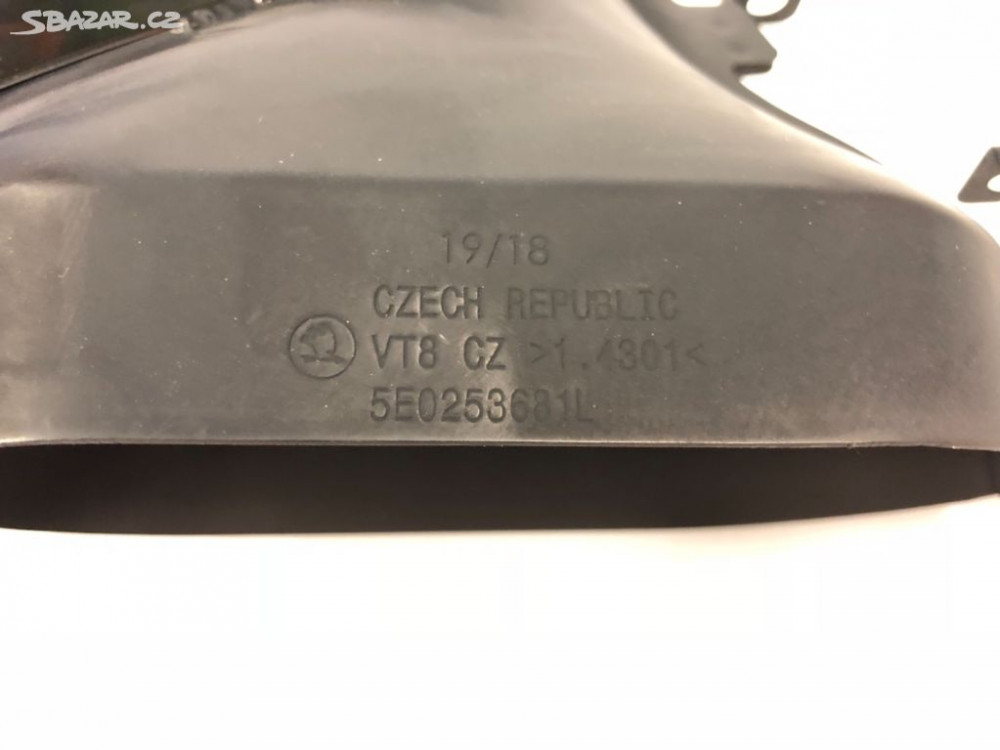 SBAZAR.CZ
19/18
CZECH REPUBLIC
VT8 CZ >1.4301<
5E0253681L